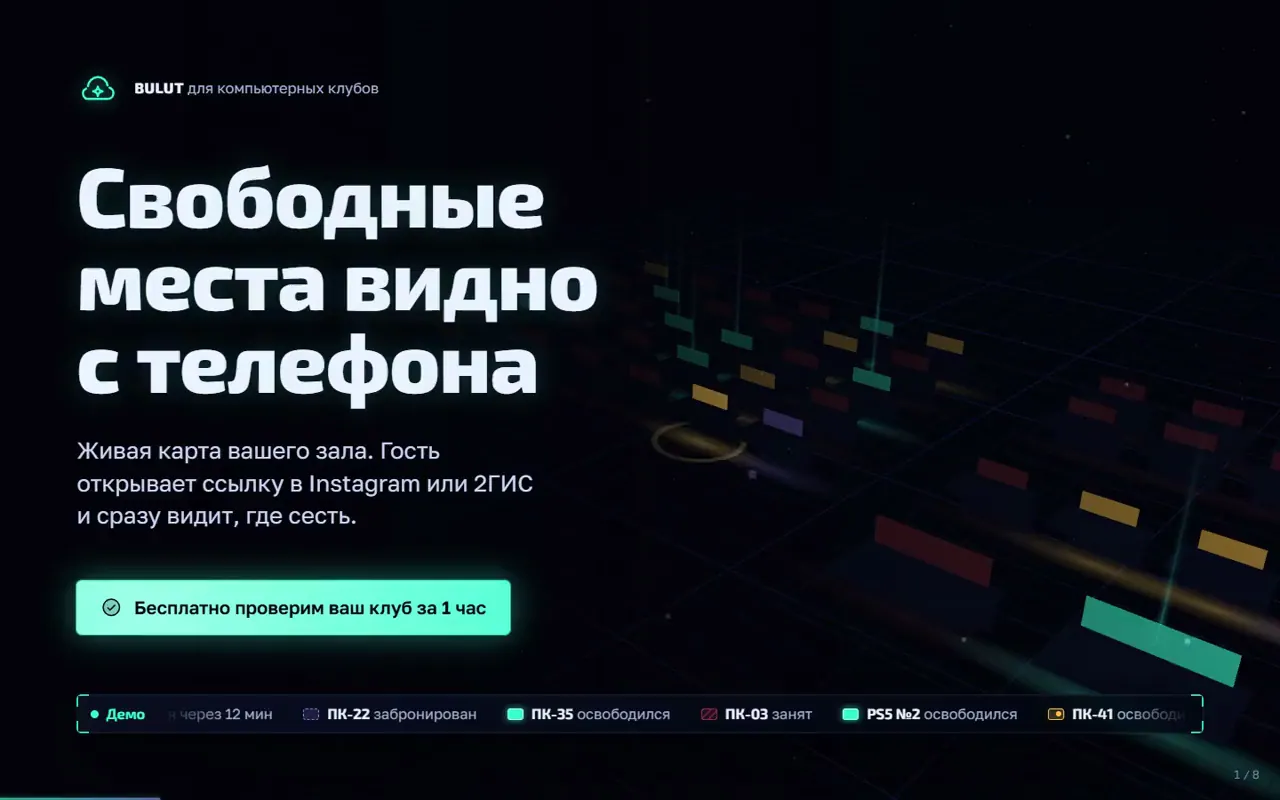 BULUT для компьютерных клубов
Свободные
места видно
с телефона
Живая карта вашего зала. Гость
открывает ссылку в Instagram или 2ГИС
и сразу видит, где сесть.
Бесплатно проверим ваш клуб за 1 час
Демо через 12 мин ПК-22 забронирован ПК-35 освободился ПК-03 занят PS5 №2 освободился ПК-41
1 / 8